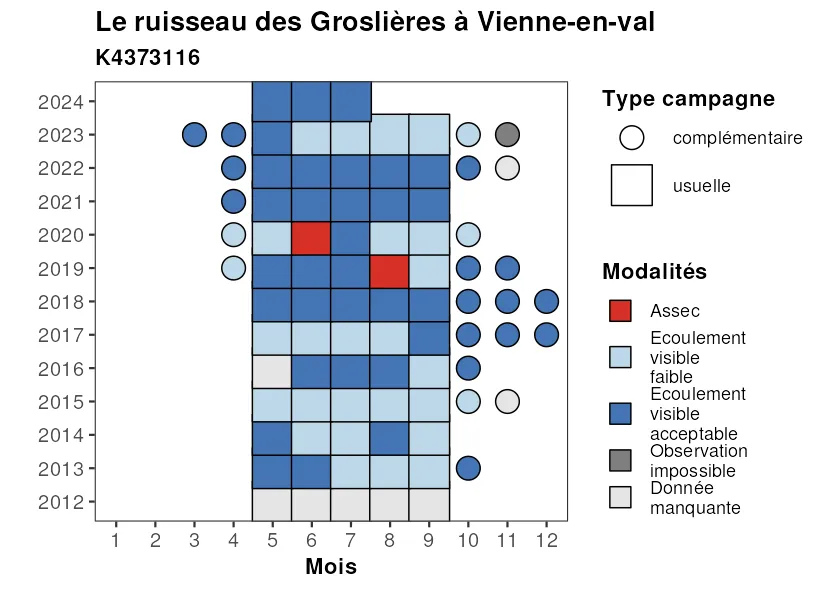 Le ruisseau des Groslières à Vienne-en-val
K4373116
2024
2023
2022
2021
2020
2019
2018
2017
2016
2015
2014
2013
2012
1 2 3 4 5 6 7 8 9 10 11 12
Mois
Type campagne
complémentaire
usuelle
Modalités
Assec
Ecoulement
visible
faible
Ecoulement
visible
acceptable
Observation
impossible
Donnée
manquante